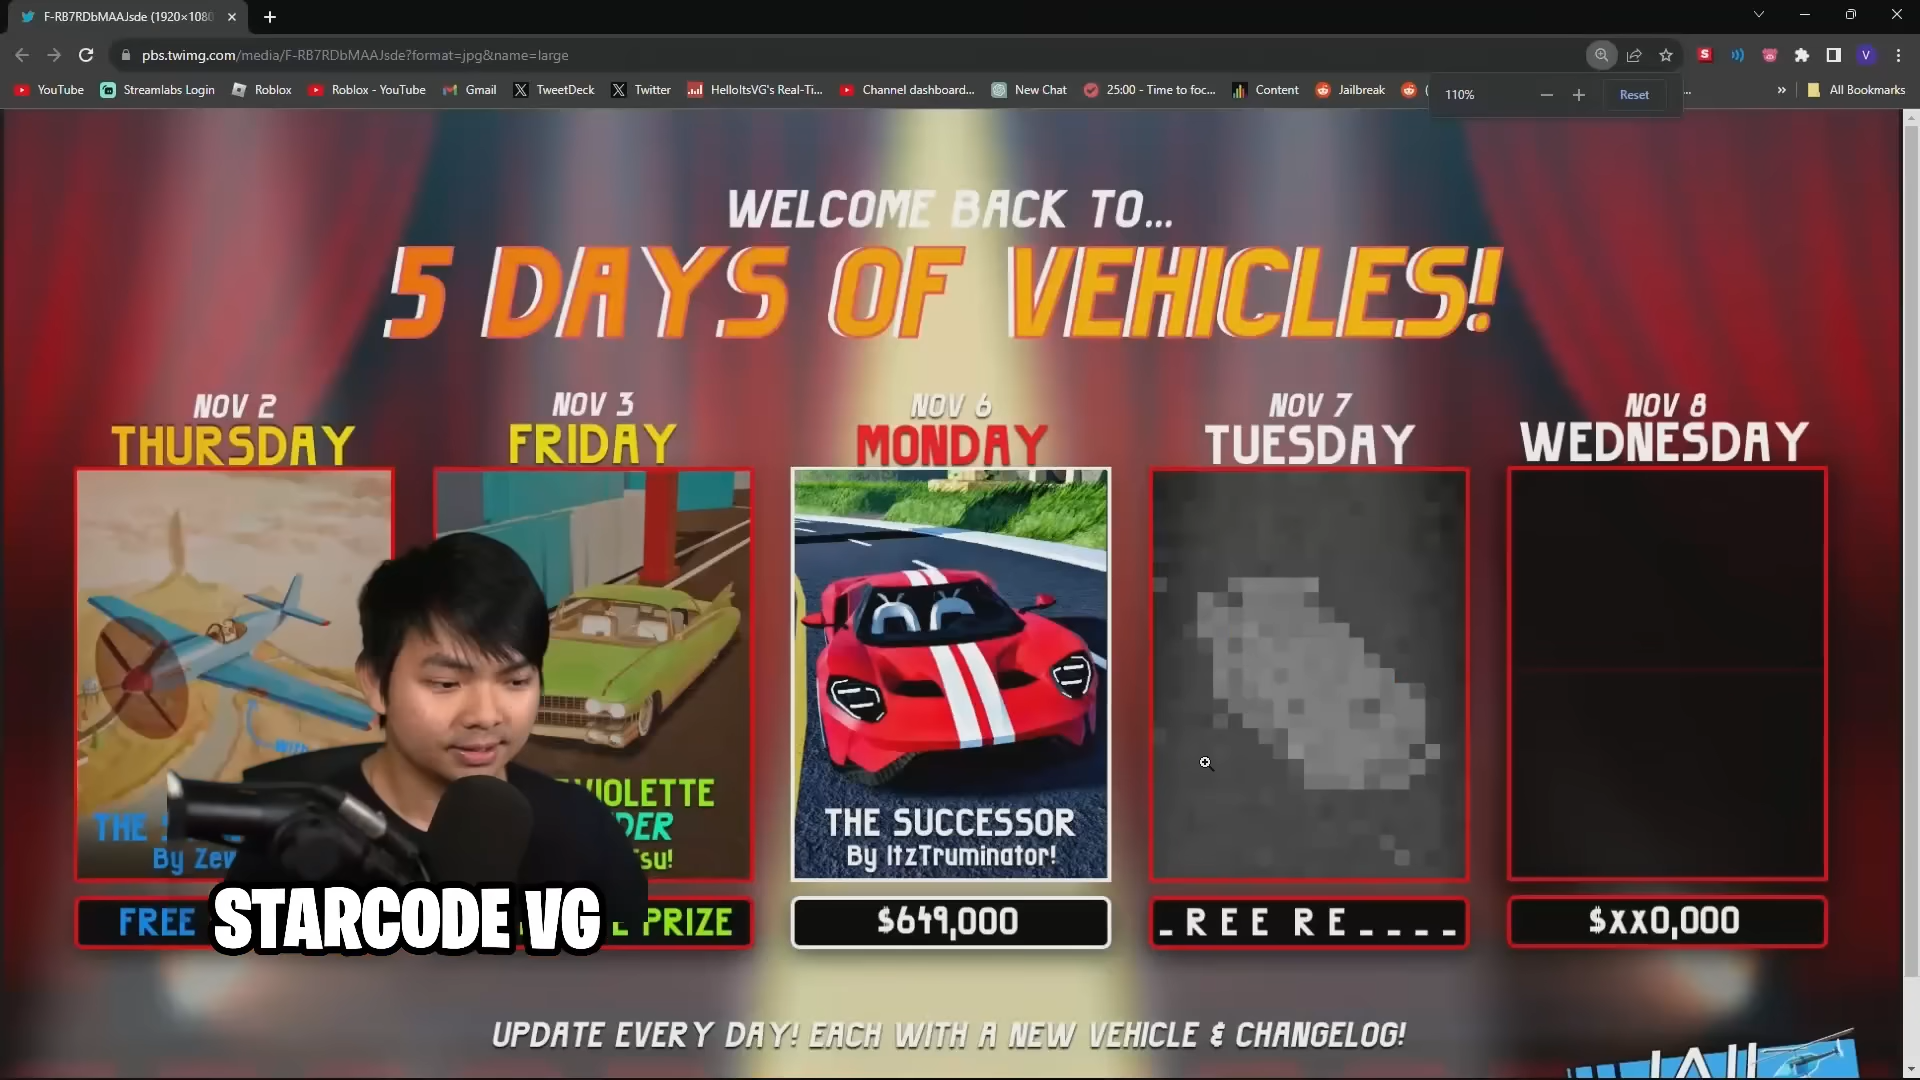 F-RB7RDbMAAJsde (1920×1080
pbs.twimg.com/media/F-RB7RDbMAAJsde?format=jpg&name=large
YouTube Streamlabs Login Roblox Roblox - YouTube Gmail TweetDeck Twitter HelloItsVG's Real-Ti... Channel dashboard... New Chat 25:00 - Time to foc... Content Jailbreak All Bookmarks
110% Reset
WELCOME BACK TO...
5 DAYS OF VEHICLES!
NOV 2
THURSDAY
NOV 3
FRIDAY
NOV 6
MONDAY
NOV 7
TUESDAY
NOV 8
WEDNESDAY
THE
By Zew
FREE
PRIZE
THE SUCCESSOR
By ItzTruminator!
$649,000
_REE RE____
$XX0,000
STARCODE VG
UPDATE EVERY DAY! EACH WITH A NEW VEHICLE & CHANGELOG!